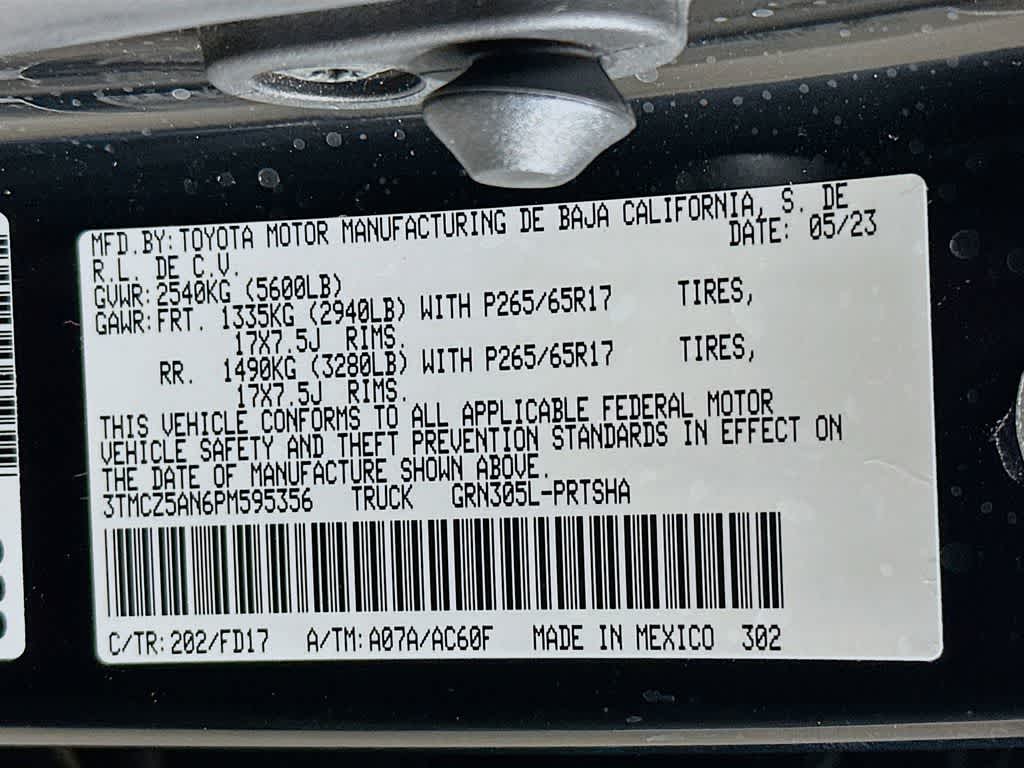 MFD.BY: TOYOTA MOTOR MANUFACTURING DE BAJA CALIFORNIA, S. DE
R.L. DE C.V. DATE: 05/23
GVWR: 2540KG (5600LB)
GAWR: FRT. 1335KG (2940LB) WITH P265/65R17 TIRES,
17X7.5J RIMS.
RR. 1490KG (3280LB) WITH P265/65R17 TIRES,
17X7.5J RIMS.
THIS VEHICLE CONFORMS TO ALL APPLICABLE FEDERAL MOTOR
VEHICLE SAFETY AND THEFT PREVENTION STANDARDS IN EFFECT ON
THE DATE OF MANUFACTURE SHOWN ABOVE.
3TMCZ5AN6PM595356 TRUCK GRN305L-PRTSHA
C/TR: 202/FD17 A/TM: A07A/AC60F MADE IN MEXICO 302